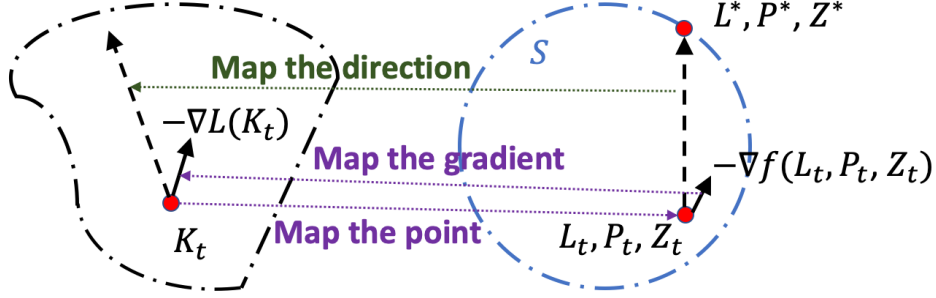 L*, P*, Z*
S
Map the direction
−∇L(K_t)
Map the gradient
−∇f(L_t, P_t, Z_t)
Map the point
K_t
L_t, P_t, Z_t